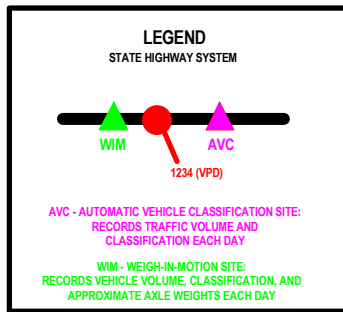 LEGEND
STATE HIGHWAY SYSTEM
WIM AVC
1234 (VPD)
AVC - AUTOMATIC VEHICLE CLASSIFICATION SITE:
RECORDS TRAFFIC VOLUME AND
CLASSIFICATION EACH DAY
WIM - WEIGH-IN-MOTION SITE:
RECORDS VEHICLE VOLUME, CLASSIFICATION, AND
APPROXIMATE AXLE WEIGHTS EACH DAY